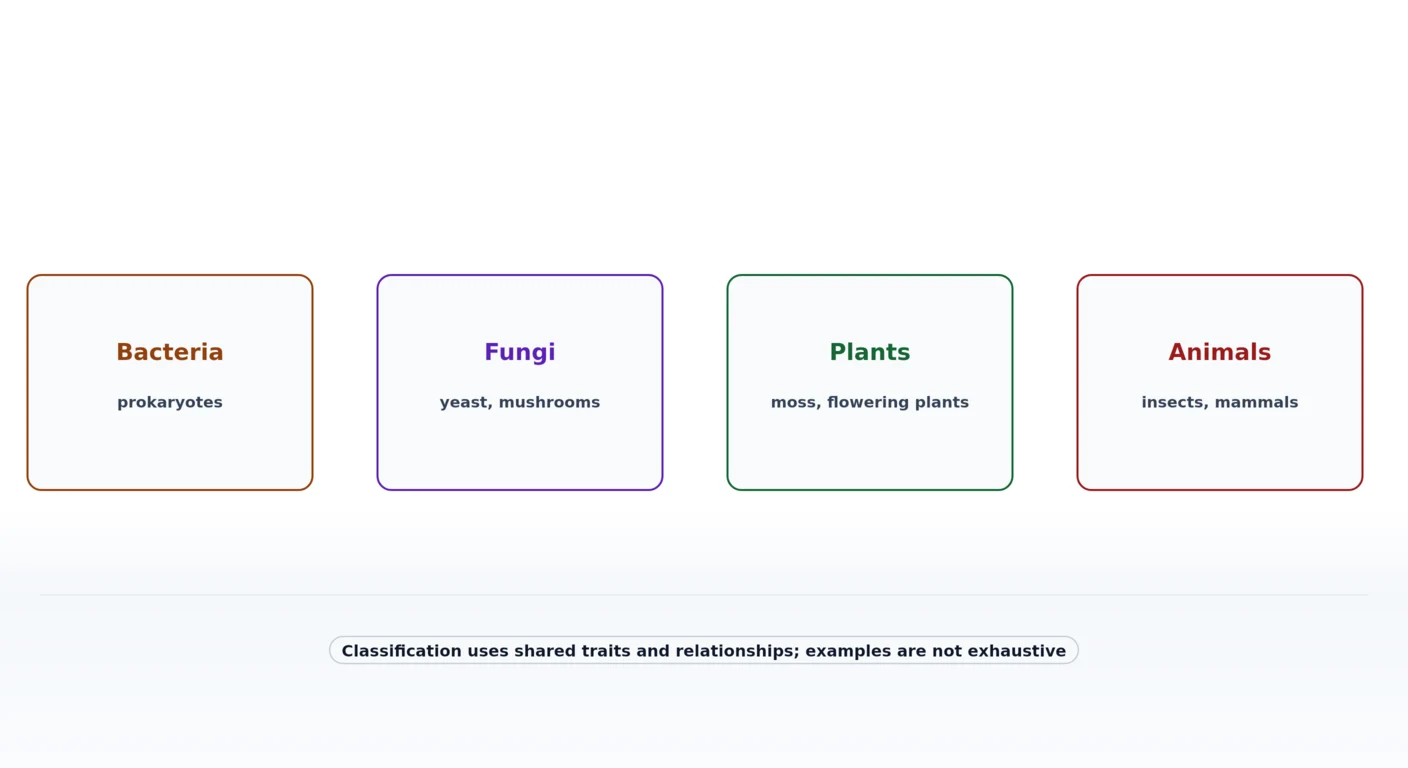 Bacteria
prokaryotes
Fungi
yeast, mushrooms
Plants
moss, flowering plants
Animals
insects, mammals
Classification uses shared traits and relationships; examples are not exhaustive